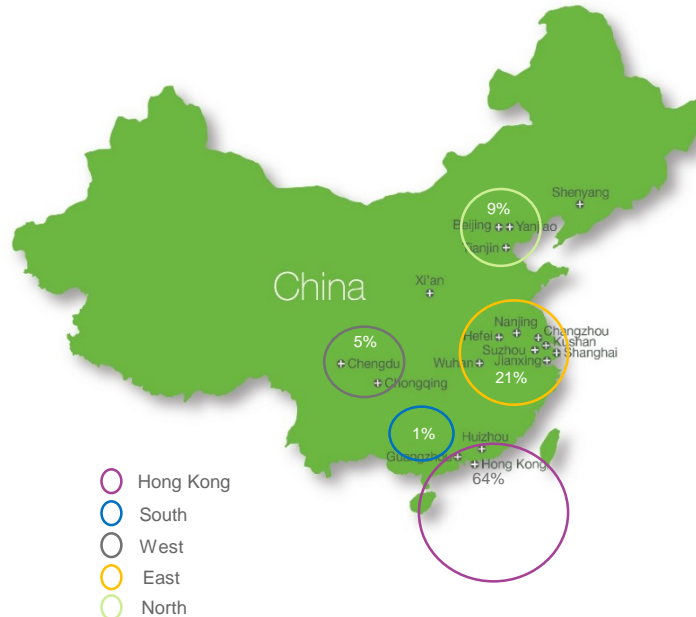 Shenyang
9%
Beijing
Yanjiao
Tianjin
Xi'an
China
Nanjing
Hefei
Changzhou
Kushan
Suzhou
Shanghai
Jianxing
Wuhan
21%
5%
Chengdu
Chongqing
1%
Huizhou
Guangzhou
Hong Kong
64%
Hong Kong
South
West
East
North